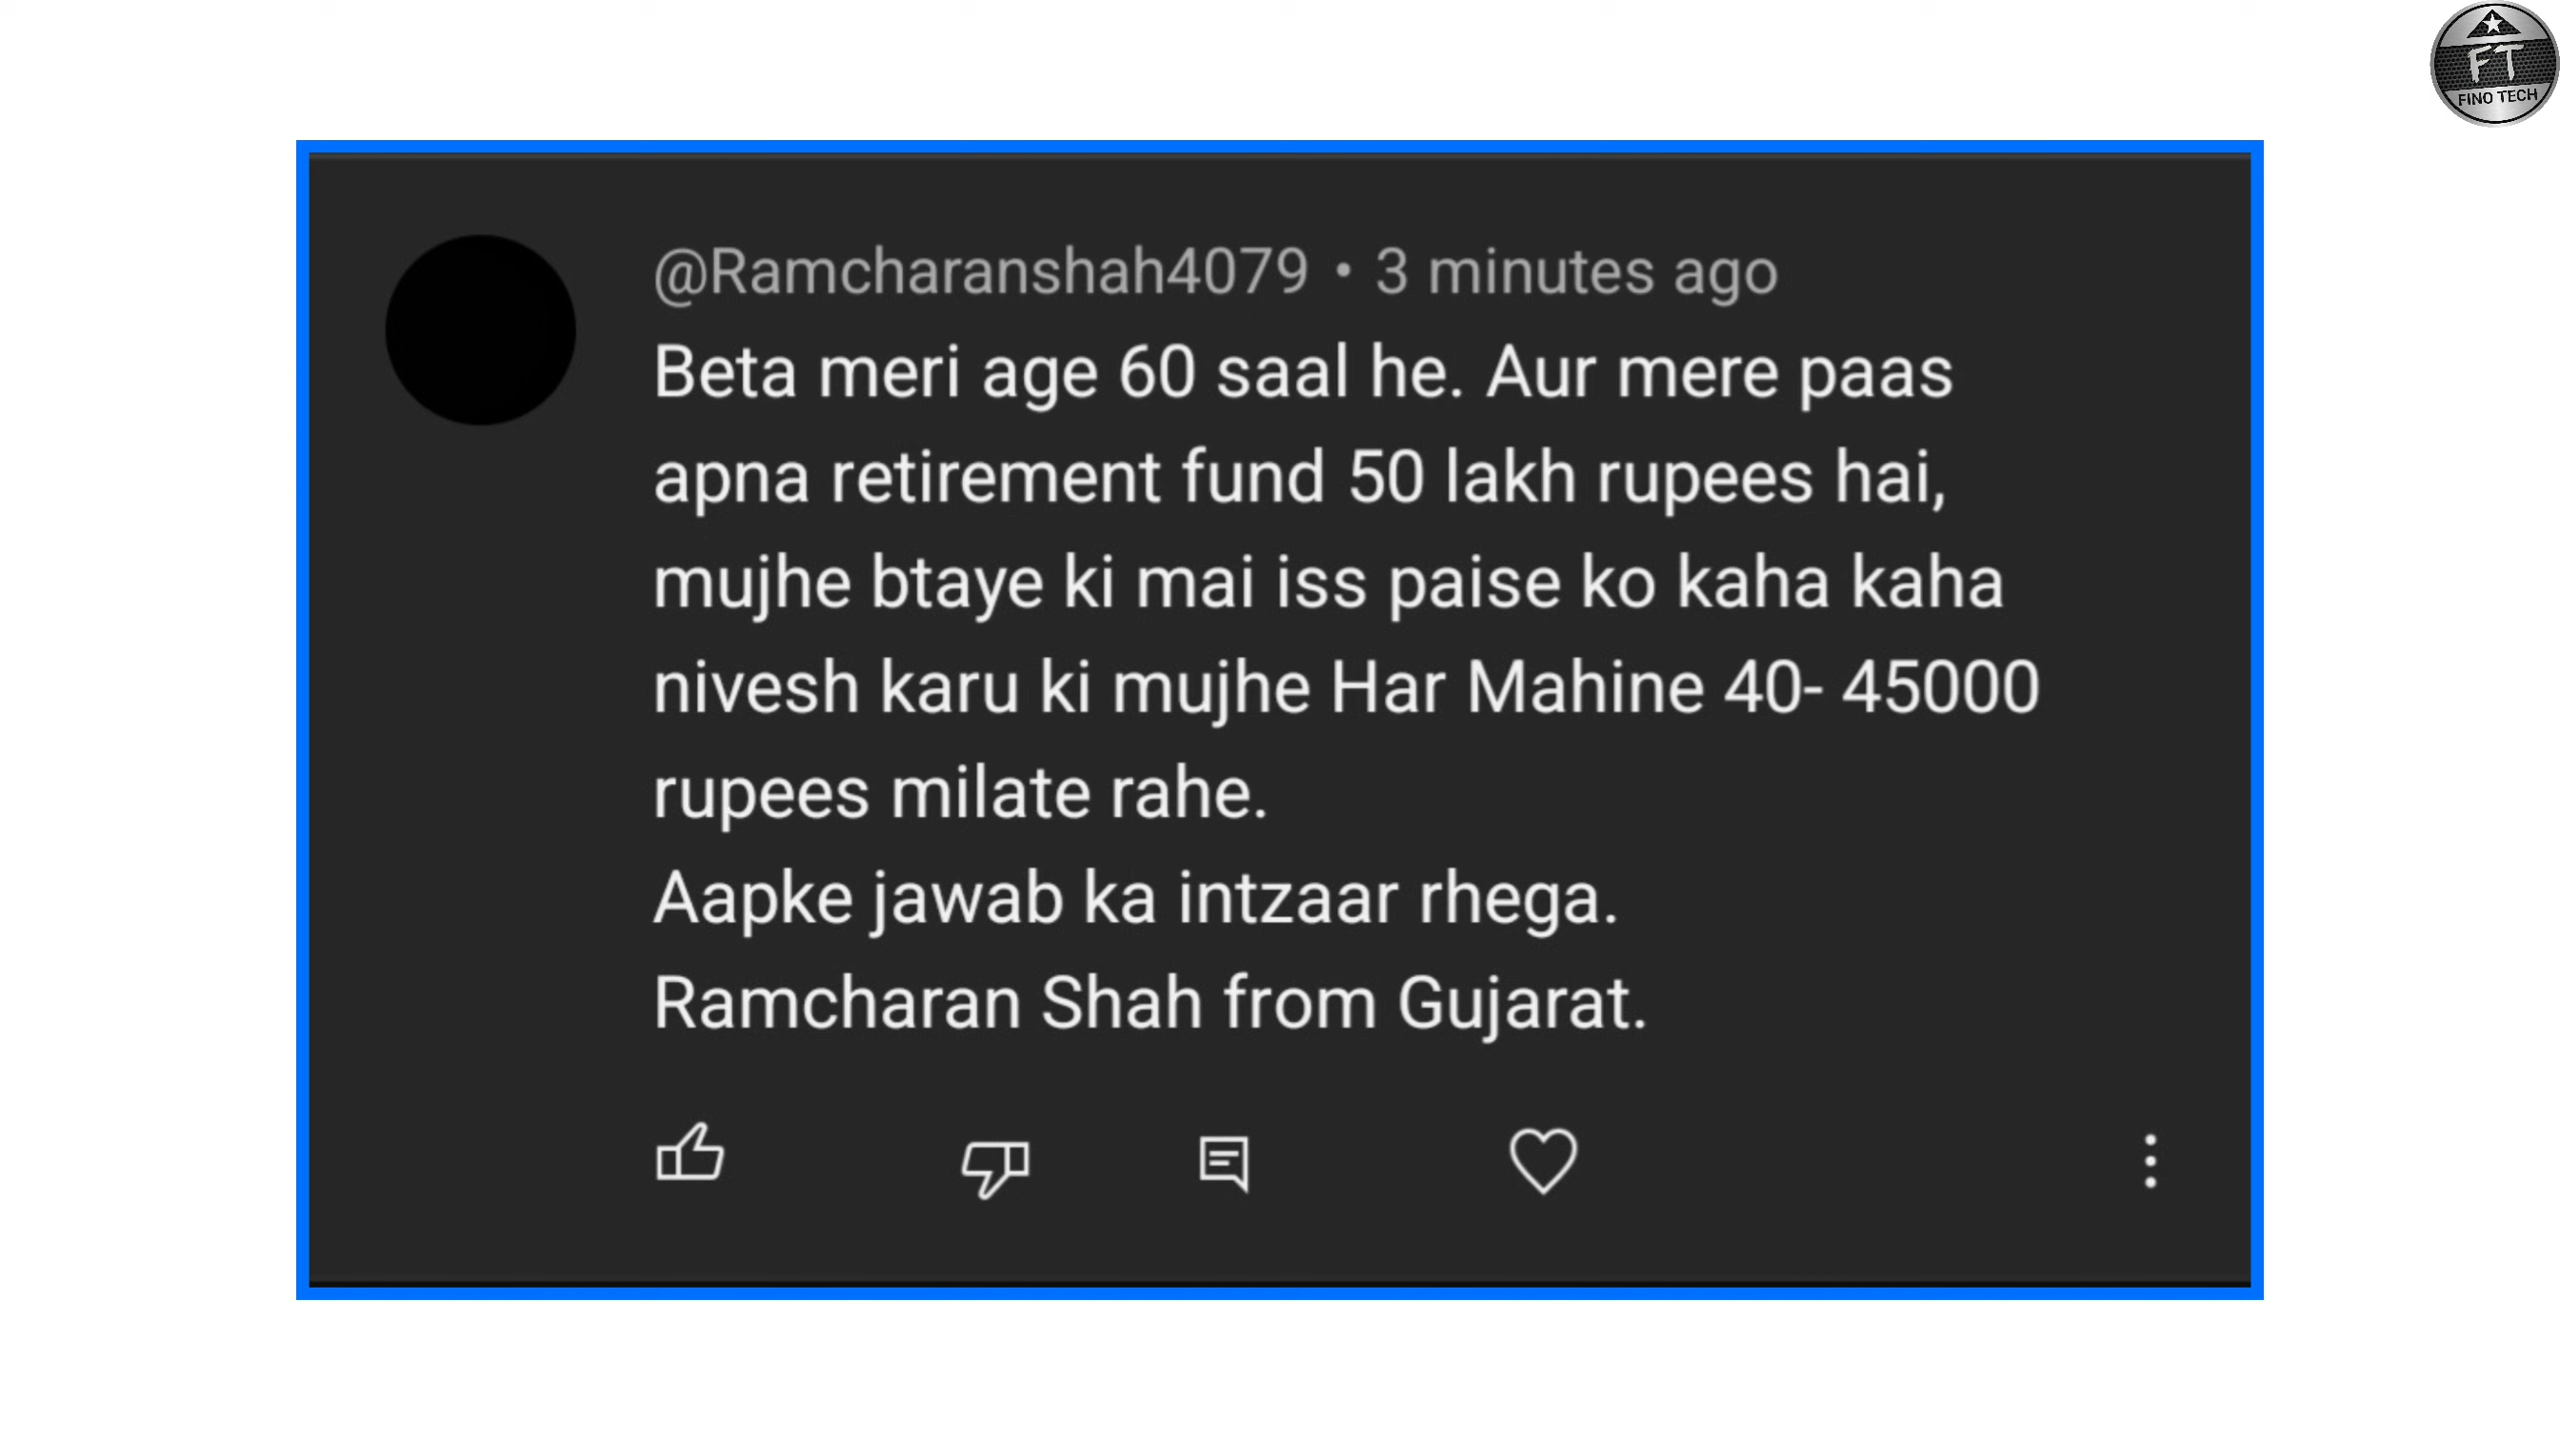 FT
FINO TECH
@Ramcharanshah4079 • 3 minutes ago
Beta meri age 60 saal he. Aur mere paas
apna retirement fund 50 lakh rupees hai,
mujhe btaye ki mai iss paise ko kaha kaha
nivesh karu ki mujhe Har Mahine 40- 45000
rupees milate rahe.
Aapke jawab ka intzaar rhega.
Ramcharan Shah from Gujarat.